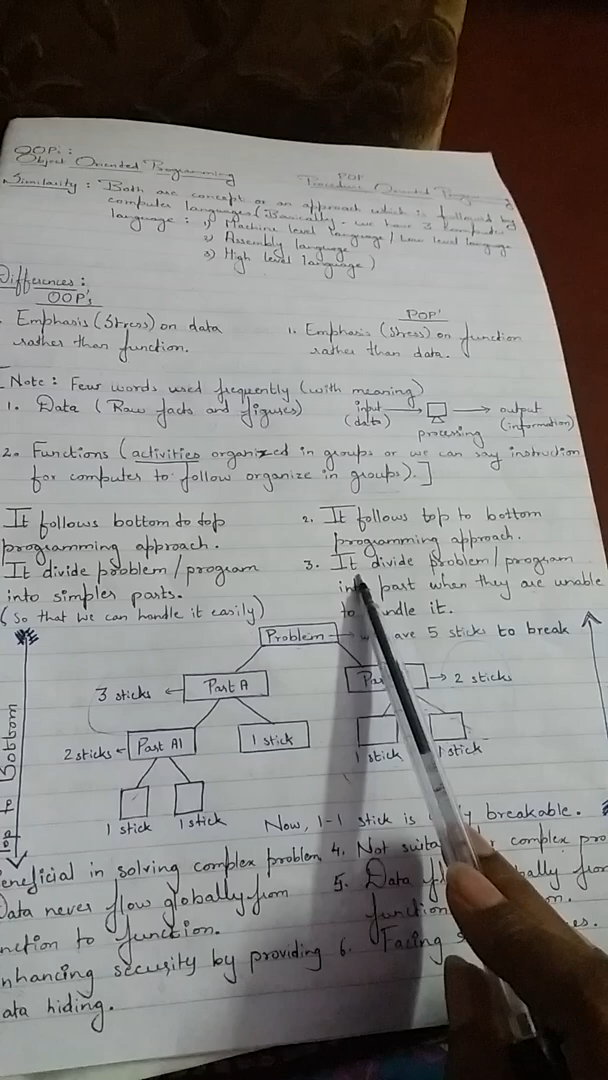 OOPs:
Object Oriented Programming
POP
Procedure Oriented Programming
Similarity: Both are concept or an approach which is followed by
computer languages (Basically, we have 3
language: 1) Machine level language / Low level language
2) Assembly language
3) High level language)
Differences:
OOP's
POP'
Emphasis (Stress) on data
rather than function.
1. Emphasis (Stress) on function
rather than data.
[Note: Few words used frequently (with meaning)
1. Data (Raw facts and figures)
input
(data)
processing
output
(information)
2. Functions (activities organized in groups or we can say instruction
for computes to follow organize in groups).]
It follows bottom to top
programming approach.
It divide problem/program
into simpler parts.
(So that we can handle it easily)
2. It follows top to bottom
programming approach.
3. It divide problem/program
into part when they are unable
to handle it.
Problem → are 5 sticks to break
3 sticks ← Part A
→ 2 sticks
2 sticks ← Part A1
1 stick
1 stick
1 stick
1 stick
1 stick
Bottom
Now, 1-1 stick is breakable.
eneficial in solving complex problem
4. Not complex
Data never flow globally from
nction to function.
5. Data from
function
nhancing security by providing
ata hiding.
6. Facing